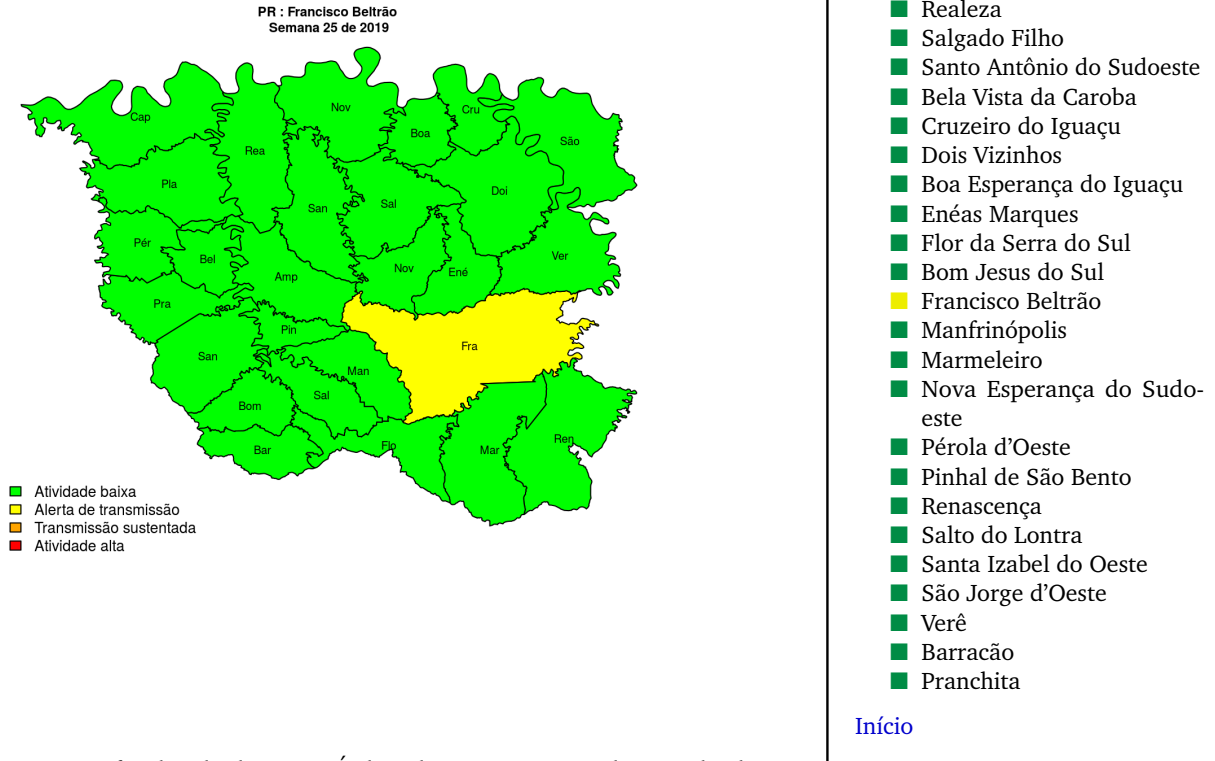 PR : Francisco Beltrão
Semana 25 de 2019
Cap
Nov
Cru
Boa
São
Rea
Pla
Doi
Sal
San
Pér
Bel
Ver
Nov
Ené
Amp
Pra
Pin
Fra
San
Man
Sal
Bom
Flo
Ren
Bar
Mar
Atividade baixa
Alerta de transmissão
Transmissão sustentada
Atividade alta
Realeza
Salgado Filho
Santo Antônio do Sudoeste
Bela Vista da Caroba
Cruzeiro do Iguaçu
Dois Vizinhos
Boa Esperança do Iguaçu
Enéas Marques
Flor da Serra do Sul
Bom Jesus do Sul
Francisco Beltrão
Manfrinópolis
Marmeleiro
Nova Esperança do Sudo-
este
Pérola d'Oeste
Pinhal de São Bento
Renascença
Salto do Lontra
Santa Izabel do Oeste
São Jorge d'Oeste
Verê
Barracão
Pranchita
Início